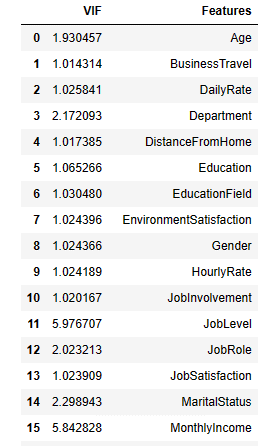 VIF Features
0 1.930457 Age
1 1.014314 BusinessTravel
2 1.025841 DailyRate
3 2.172093 Department
4 1.017385 DistanceFromHome
5 1.065266 Education
6 1.030480 EducationField
7 1.024396 EnvironmentSatisfaction
8 1.024366 Gender
9 1.024189 HourlyRate
10 1.020167 JobInvolvement
11 5.976707 JobLevel
12 2.023213 JobRole
13 1.023909 JobSatisfaction
14 2.298943 MaritalStatus
15 5.842828 MonthlyIncome